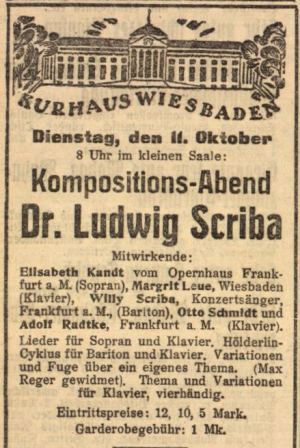 KURHAUS WIESBADEN
Dienstag, den 11. Oktober
8 Uhr im kleinen Saale:
Kompositions-Abend
Dr. Ludwig Scriba
Mitwirkende:
Elisabeth Kandt vom Opernhaus Frank-
furt a. M. (Sopran), Margrit Leue, Wiesbaden
(Klavier), Willy Scriba, Konzertsänger,
Frankfurt a. M., (Bariton), Otto Schmidt und
Adolf Radtke, Frankfurt a. M. (Klavier).
Lieder für Sopran und Klavier. Hölderlin-
Cyklus für Bariton und Klavier. Variationen
und Fuge über ein eigenes Thema. (Max
Reger gewidmet). Thema und Variationen
für Klavier, vierhändig.
Eintrittspreise: 12, 10, 5 Mark.
Garderobegebühr: 1 Mk.